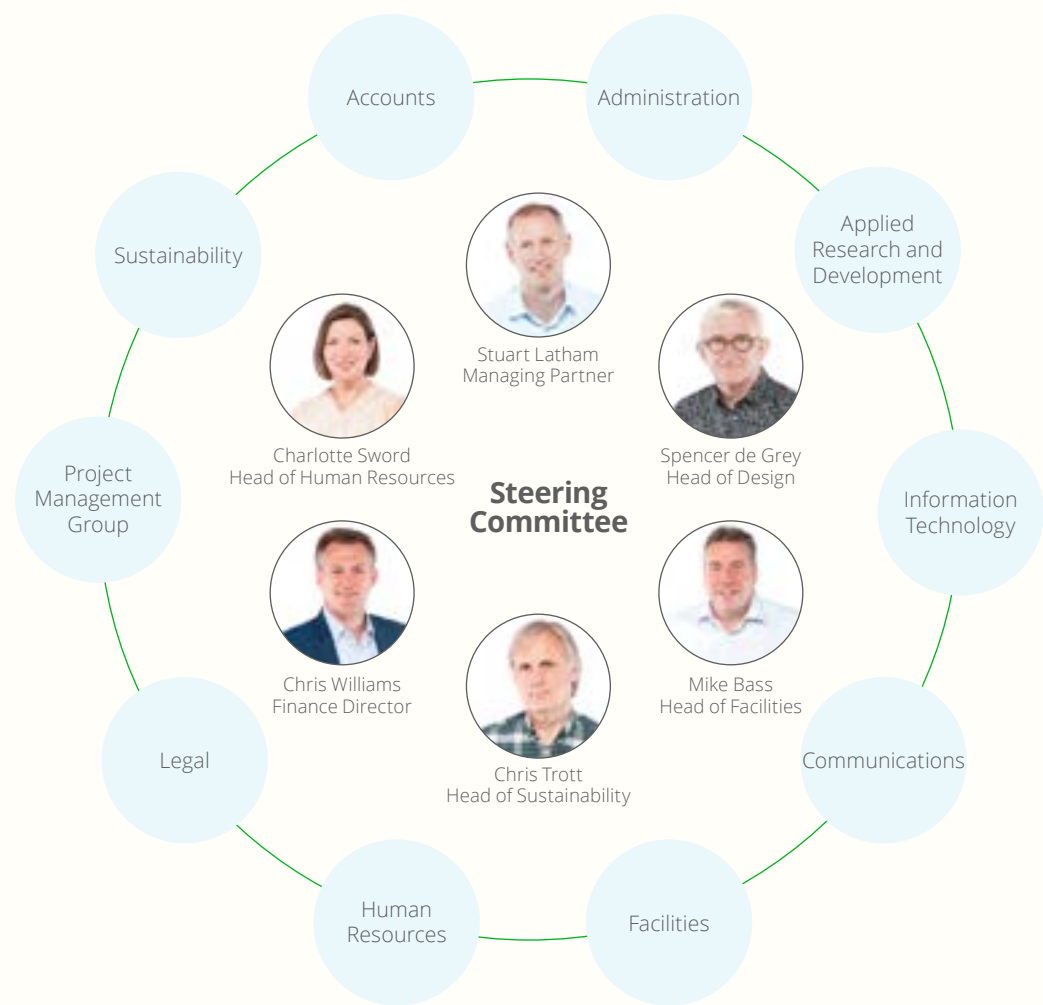 Accounts
Administration
Sustainability
Applied
Research and
Development
Stuart Latham
Managing Partner
Charlotte Sword
Head of Human Resources
Spencer de Grey
Head of Design
Project
Management
Group
Steering
Committee
Information
Technology
Chris Williams
Finance Director
Mike Bass
Head of Facilities
Legal
Chris Trott
Head of Sustainability
Communications
Human
Resources
Facilities